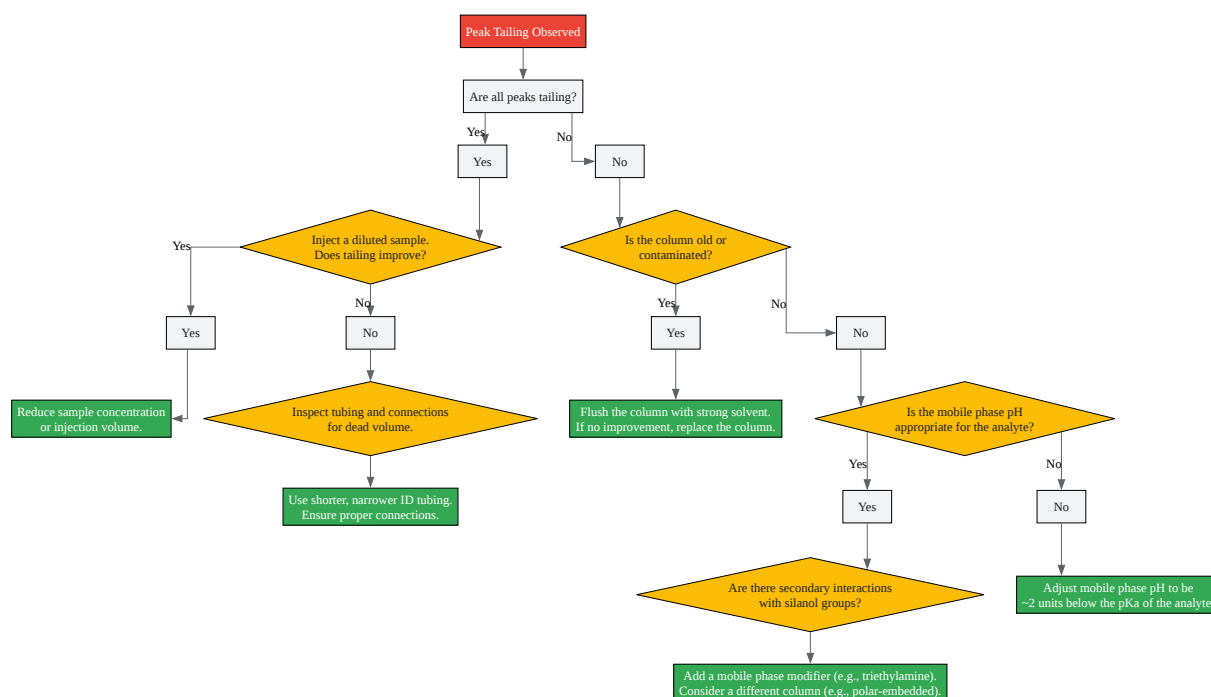 Peak Tailing Observed
Are all peaks tailing?
Yes
No
Yes
No
Inject a diluted sample.
Does tailing improve?
Is the column old or
contaminated?
Yes
No
Yes
No
Yes
No
Yes
No
Reduce sample concentration
or injection volume.
Inspect tubing and connections
for dead volume.
Flush the column with strong solvent.
If no improvement, replace the column.
Is the mobile phase pH
appropriate for the analyte?
Yes
No
Use shorter, narrower ID tubing.
Ensure proper connections.
Yes
No
Are there secondary interactions
with silanol groups?
Adjust mobile phase pH to be
~2 units below the pKa of the analyte
Add a mobile phase modifier (e.g., triethylamine).
Consider a different column (e.g., polar-embedded).